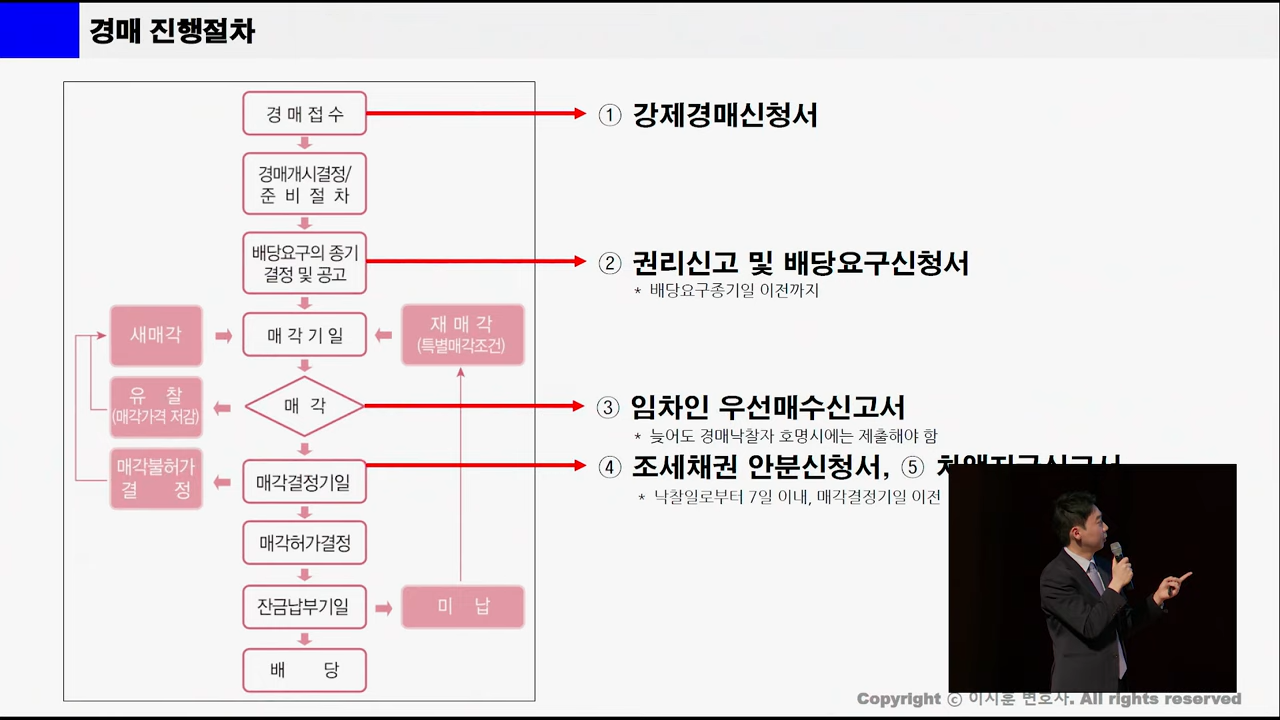 경매 진행절차
경 매 접 수
① 강제경매신청서
경매개시결정/
준 비 절 차
배당요구의 종기
결정 및 공고
② 권리신고 및 배당요구신청서
* 배당요구종기일 이전까지
새매각
매 각 기 일
재 매 각
(특별매각조건)
유 찰
(매각가격 저감)
매 각
③ 임차인 우선매수신고서
* 늦어도 경매낙찰자 호명시에는 제출해야 함
매각불허가
결 정
매각결정기일
④ 조세채권 안분신청서, ⑤
* 낙찰일로부터 7일 이내, 매각결정기일 이전
매각허가결정
잔금납부기일
미 납
배 당
Copyright ⓒ 이시훈 변호사. All rights reserved